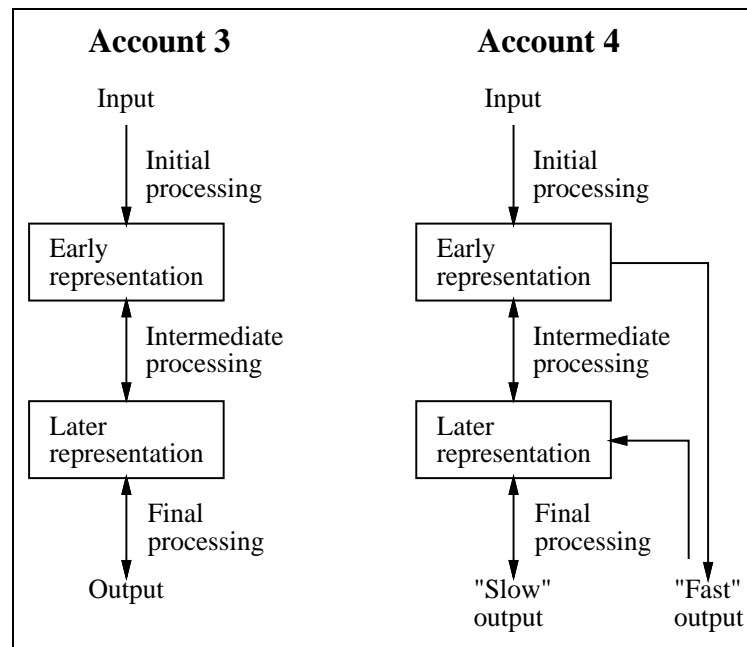 Account 3
Input
Initial
processing
Early
representation
Intermediate
processing
Later
representation
Final
processing
Output
Account 4
Input
Initial
processing
Early
representation
Intermediate
processing
Later
representation
Final
processing
"Slow"
output
"Fast"
output